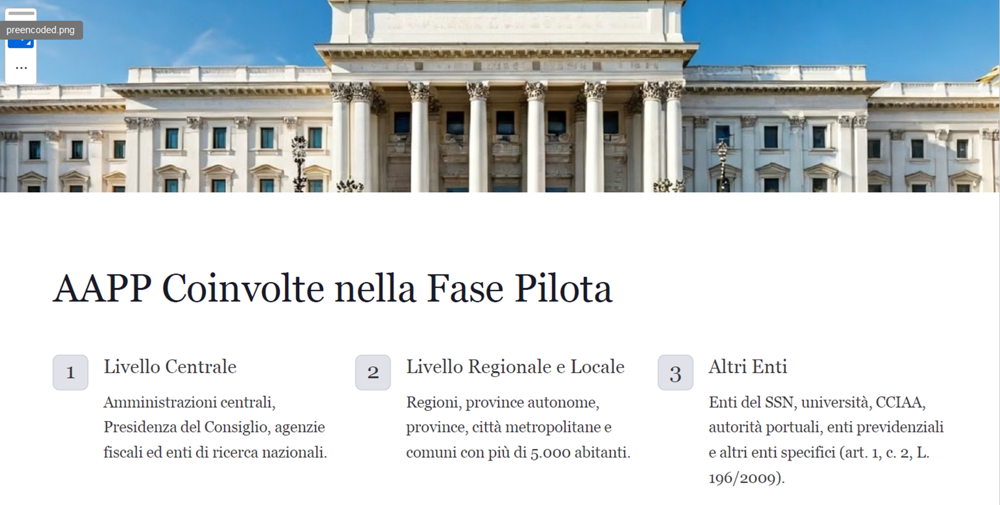 preencoded.png
...
AAPP Coinvolte nella Fase Pilota
1
Livello Centrale
Amministrazioni centrali,
Presidenza del Consiglio, agenzie
fiscali ed enti di ricerca nazionali.
2
Livello Regionale e Locale
Regioni, province autonome,
province, città metropolitane e
comuni con più di 5.000 abitanti.
3
Altri Enti
Enti del SSN, università, CCIAA,
autorità portuali, enti previdenziali
e altri enti specifici (art. 1, c. 2, L.
196/2009).